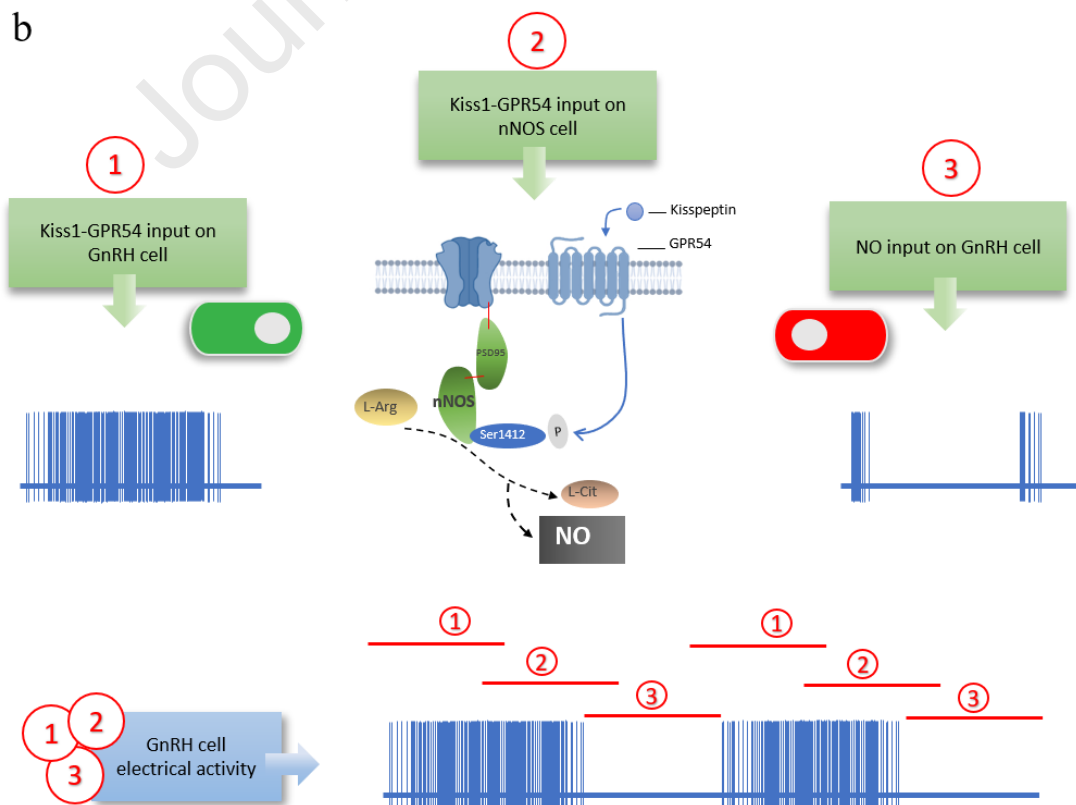 b
Jour
2
Kiss1-GPR54 input on
nNOS cell
1
Kiss1-GPR54 input on
GnRH cell
3
NO input on GnRH cell
Kisspeptin
GPR54
PSD95
nNOS
L-Arg
Ser1412
P
L-Cit
NO
1
1
2
2
3
3
1
2
3
GnRH cell
electrical activity